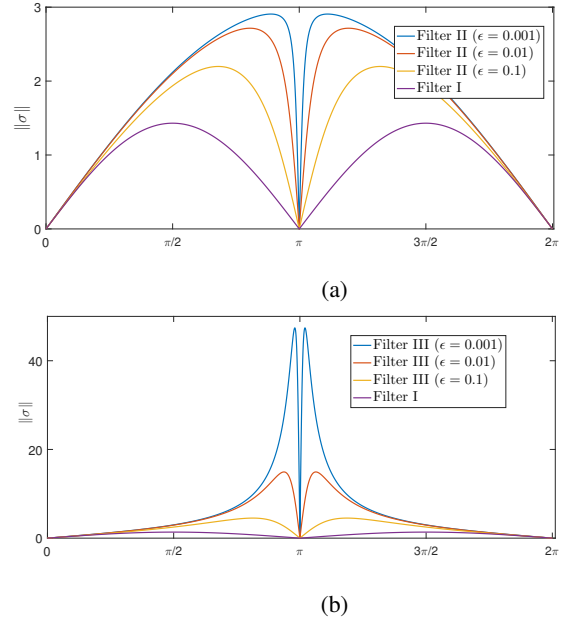 3
2
1
0
‖σ‖
Filter II (ϵ = 0.001)
Filter II (ϵ = 0.01)
Filter II (ϵ = 0.1)
Filter I
0 π/2 π 3π/2 2π
(a)
40
20
0
‖σ‖
Filter III (ϵ = 0.001)
Filter III (ϵ = 0.01)
Filter III (ϵ = 0.1)
Filter I
0 π/2 π 3π/2 2π
(b)